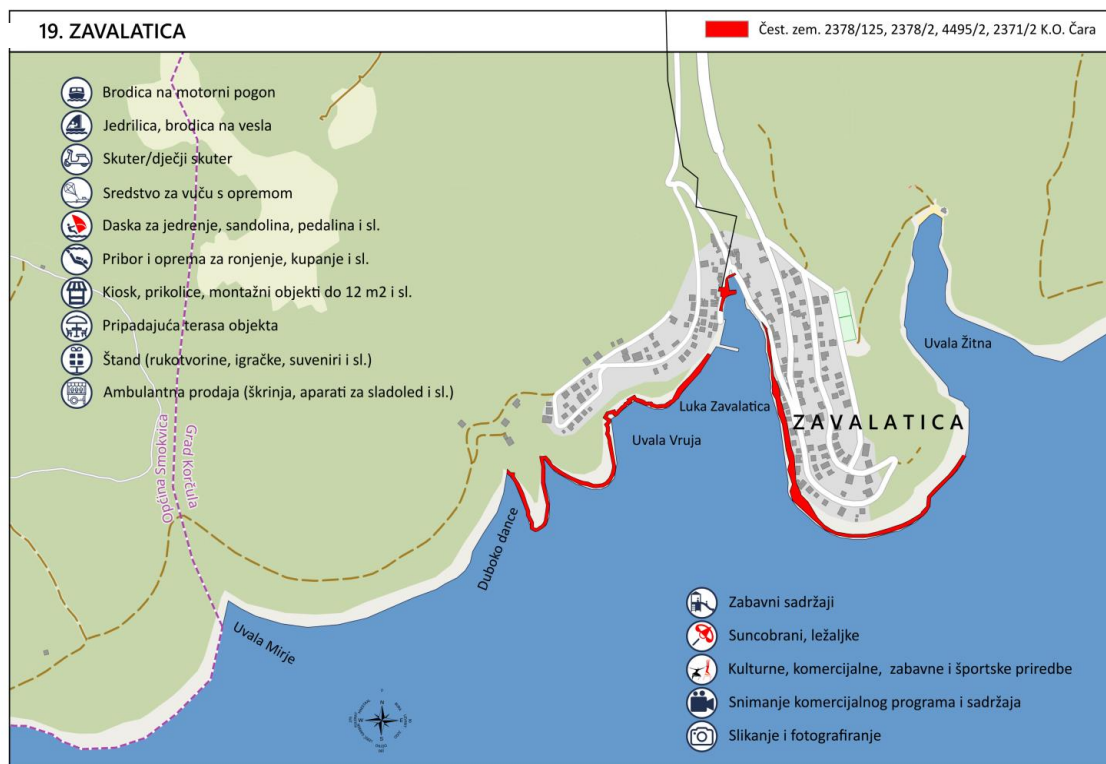 19. ZAVALATICA
Čest. zem. 2378/125, 2378/2, 4495/2, 2371/2 K.O. Čara
Brodica na motorni pogon
Jedrilica, brodica na vesla
Skuter/dječji skuter
Sredstvo za vuču s opremom
Daska za jedrenje, sandolina, pedalina i sl.
Pribor i oprema za ronjenje, kupanje i sl.
Kiosk, prikolice, montažni objekti do 12 m2 i sl.
Pripadajuća terasa objekta
Štand (rukotvorine, igračke, suveniri i sl.)
Ambulantna prodaja (škrinja, aparati za sladoled i sl.)
Općina Smokvica
Grad Korčula
Uvala Žitna
Luka Zavalatica
ZAVALATICA
Uvala Vruja
Duboko dance
Uvala Mirje
Zabavni sadržaji
Suncobrani, ležaljke
Kulturne, komercijalne, zabavne i športske priredbe
Snimanje komercijalnog programa i sadržaja
Slikanje i fotografiranje
N
W
E
S